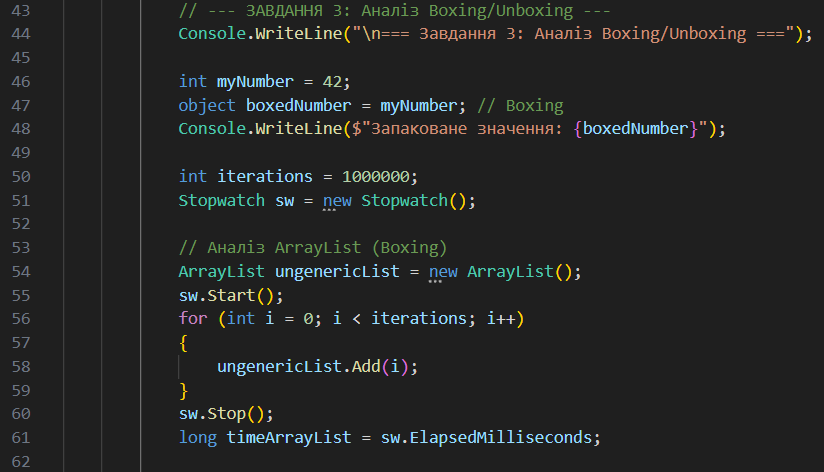 43 // --- ЗАВДАННЯ 3: Аналіз Boxing/Unboxing ---
44 Console.WriteLine("\n=== Завдання 3: Аналіз Boxing/Unboxing ===");
45
46 int myNumber = 42;
47 object boxedNumber = myNumber; // Boxing
48 Console.WriteLine($"Запаковане значення: {boxedNumber}");
49
50 int iterations = 1000000;
51 Stopwatch sw = new Stopwatch();
52
53 // Аналіз ArrayList (Boxing)
54 ArrayList ungenericList = new ArrayList();
55 sw.Start();
56 for (int i = 0; i < iterations; i++)
57 {
58 ungenericList.Add(i);
59 }
60 sw.Stop();
61 long timeArrayList = sw.ElapsedMilliseconds;
62